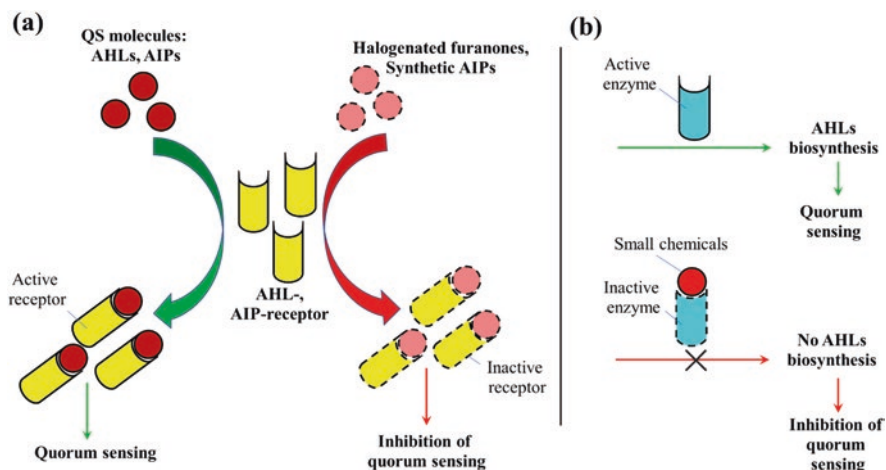 (a)
QS molecules:
AHLs, AIPs
Halogenated furanones,
Synthetic AIPs
AHL-,
AIP-receptor
Active
receptor
Inactive
receptor
Quorum sensing
Inhibition of
quorum sensing
(b)
Active
enzyme
AHLs
biosynthesis
Quorum
sensing
Small chemicals
Inactive
enzyme
No AHLs
biosynthesis
Inhibition of
quorum
sensing